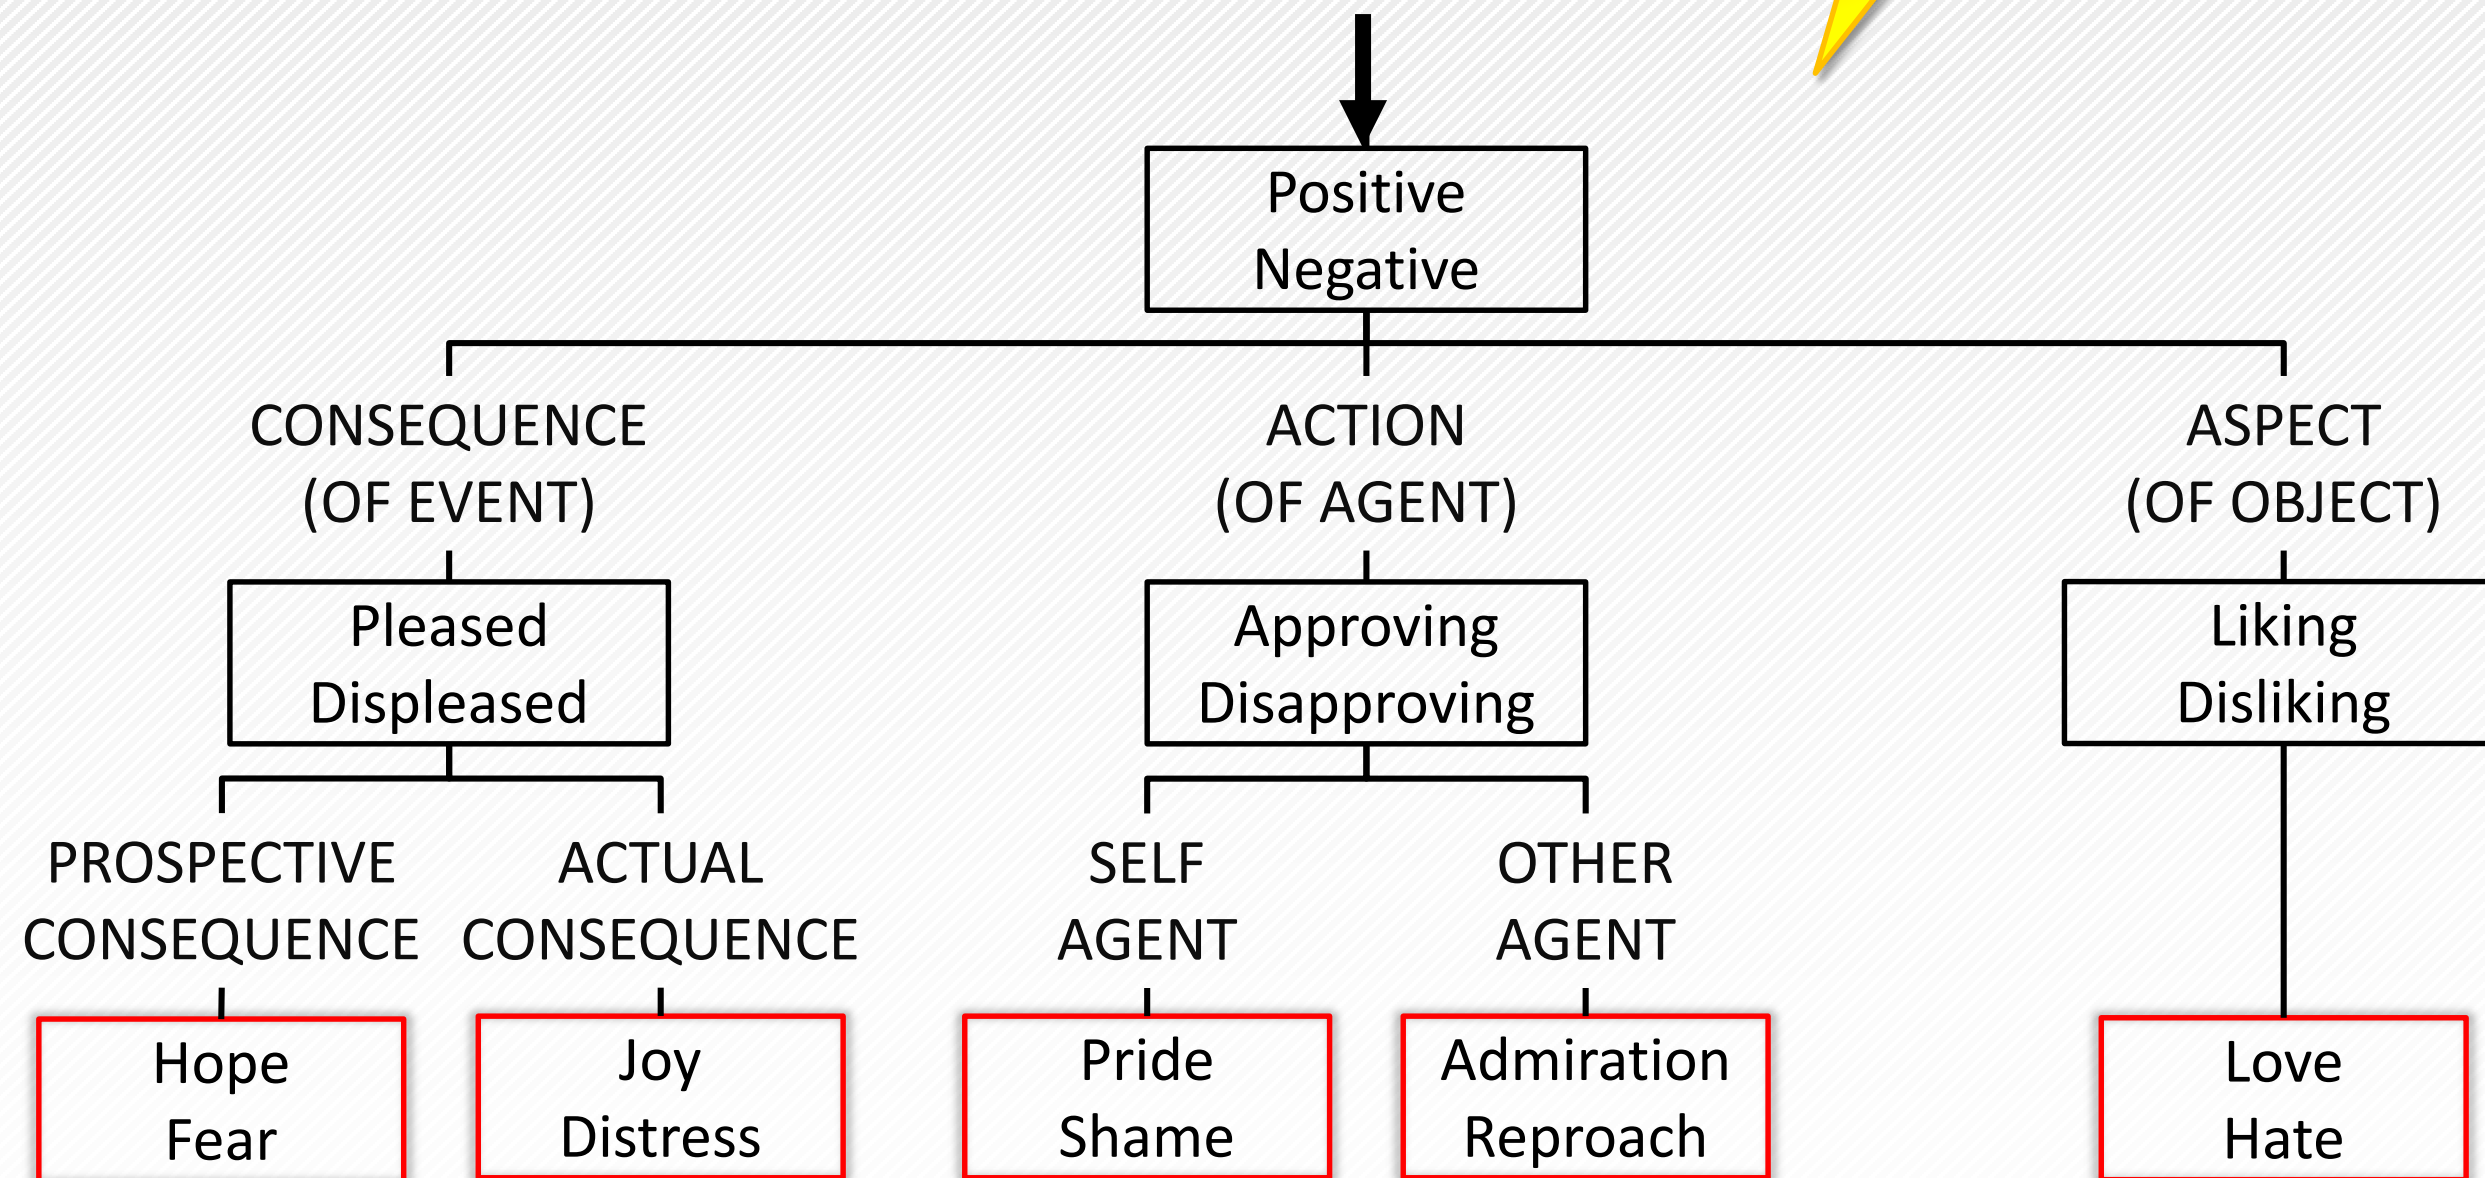 Positive
Negative
CONSEQUENCE
(OF EVENT)
ACTION
(OF AGENT)
ASPECT
(OF OBJECT)
Pleased
Displeased
Approving
Disapproving
Liking
Disliking
PROSPECTIVE
CONSEQUENCE
ACTUAL
CONSEQUENCE
SELF
AGENT
OTHER
AGENT
Hope
Fear
Joy
Distress
Pride
Shame
Admiration
Reproach
Love
Hate